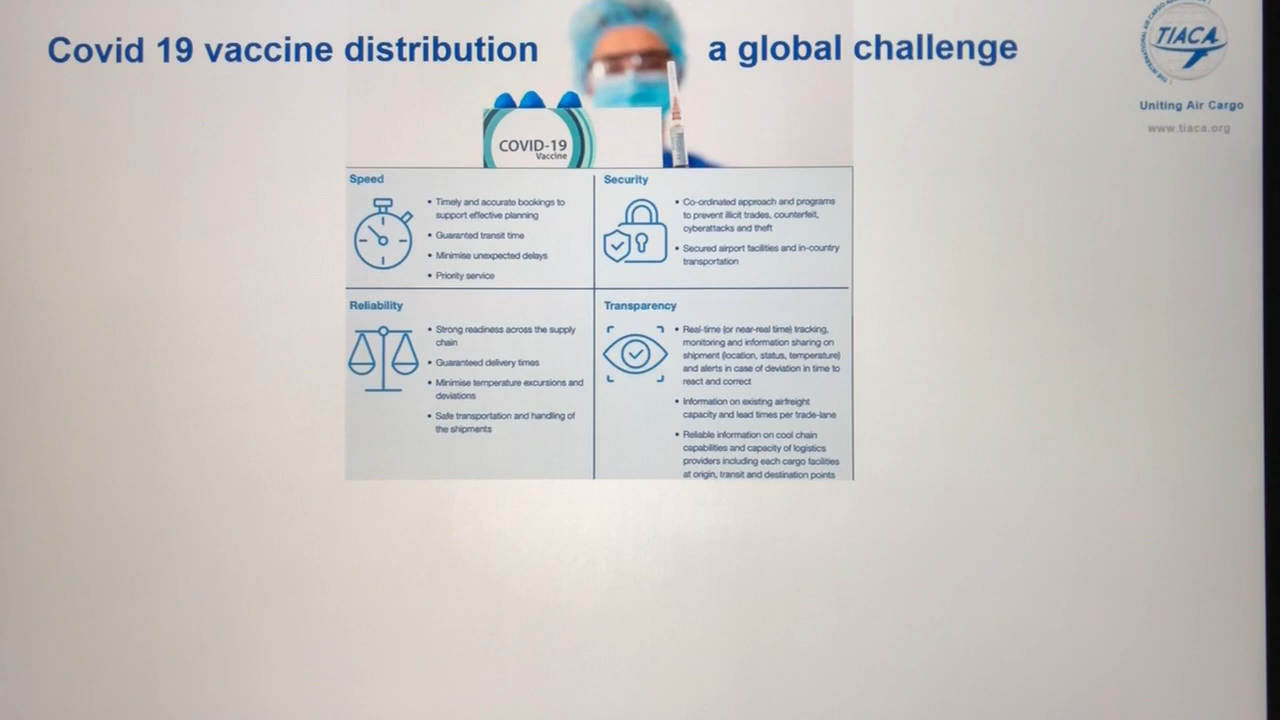 Covid 19 vaccine distribution a global challenge
TIACA
Uniting Air Cargo
www.tiaca.org
COVID-19
Vaccine
Speed
• Timely and accurate bookings to
support effective planning
• Guaranted transit time
• Minimise unexpected delays
• Priority service
Security
• Co-ordinated approach and programs
to prevent illicit trades, counterfeit,
cyberattacks and theft
• Secured airport facilities and in-country
transportation
Reliability
• Strong readiness across the supply
chain
• Guaranteed delivery times
• Minimise temperature excursions and
deviations
• Safe transportation and handling of
the shipments
Transparency
• Real-time (or near-real time) tracking,
monitoring and information sharing on
shipment (location, status, temperature)
and alerts in case of deviation in time to
react and correct
• Information on existing airfreight
capacity and lead times per trade-lane
• Reliable information on cool chain
capabilities and capacity of logistics
providers including each cargo facilities
at origin, transit and destination points